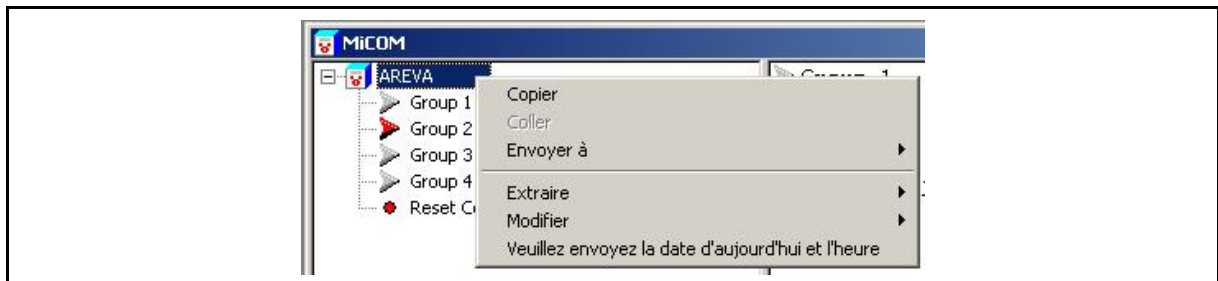 MiCOM
AREVA
Group 1
Group 2
Group 3
Group 4
Reset
Copier
Coller
Envoyer à
Extraire
Modifier
Veuillez envoyez la date d'aujourd'hui et l'heure